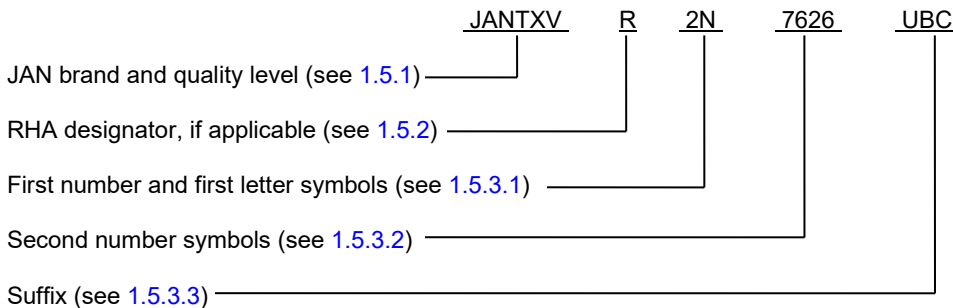 JANTXV R 2N 7626 UBC
JAN brand and quality level (see 1.5.1)
RHA designator, if applicable (see 1.5.2)
First number and first letter symbols (see 1.5.3.1)
Second number symbols (see 1.5.3.2)
Suffix (see 1.5.3.3)